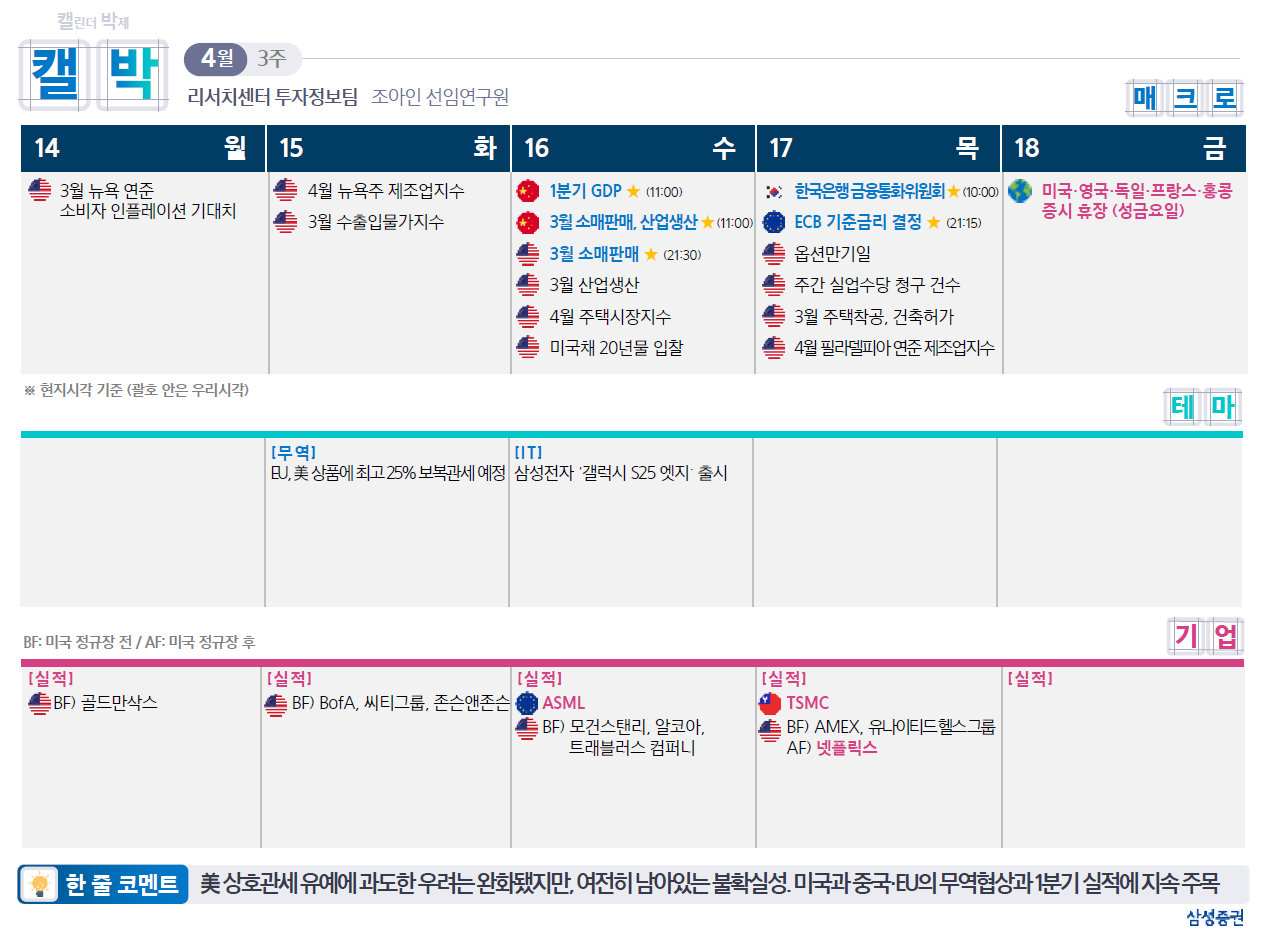 캘린더 박제
캘 박
4월 3주
리서치센터 투자정보팀 조아인 선임연구원
매 크 로
14 월 15 화 16 수 17 목 18 금
3월 뉴욕 연준
소비자 인플레이션 기대치
4월 뉴욕주 제조업지수
3월 수출입물가지수
1분기 GDP ★ (11:00)
3월 소매판매, 산업생산 ★ (11:00)
3월 소매판매 ★ (21:30)
3월 산업생산
4월 주택시장지수
미국채 20년물 입찰
한국은행 금융통화위원회 ★ (10:00)
ECB 기준금리 결정 ★ (21:15)
옵션만기일
주간 실업수당 청구 건수
3월 주택착공, 건축허가
4월 필라델피아 연준 제조업지수
미국·영국·독일·프랑스·홍콩
증시 휴장 (성금요일)
※ 현지시각 기준 (괄호 안은 우리시각)
테 마
[무역]
EU, 美 상품에 최고 25% 보복관세 예정
[IT]
삼성전자 '갤럭시 S25 엣지' 출시
BF: 미국 정규장 전 / AF: 미국 정규장 후
기 업
[실적]
BF) 골드만삭스
[실적]
BF) BofA, 씨티그룹, 존슨앤존슨
[실적]
ASML
BF) 모건스탠리, 알코아,
트래블러스 컴퍼니
[실적]
TSMC
BF) AMEX, 유나이티드헬스그룹
AF) 넷플릭스
[실적]
한 줄 코멘트
美 상호관세 유예에 과도한 우려는 완화됐지만, 여전히 남아있는 불확실성. 미국과 중국·EU의 무역협상과 1분기 실적에 지속 주목
삼성증권